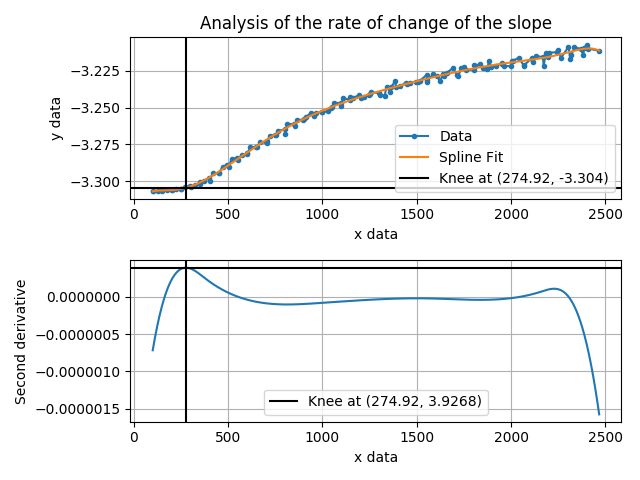 Analysis of the rate of change of the slope
y data
−3.225
−3.250
−3.275
−3.300
Data
Spline Fit
Knee at (274.92, -3.304)
0 500 1000 1500 2000 2500
x data
Second derivative
0.0000000
−0.0000005
−0.0000010
−0.0000015
Knee at (274.92, 3.9268)
0 500 1000 1500 2000 2500
x data